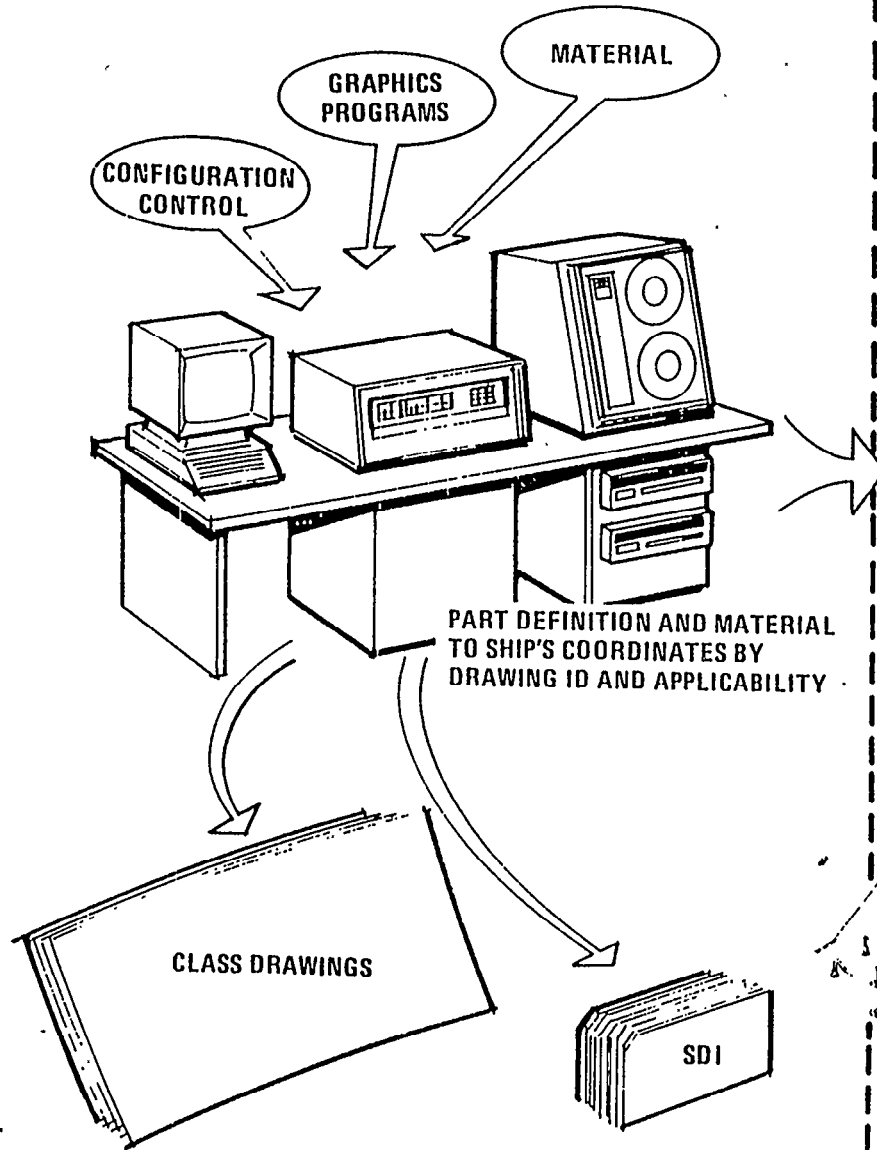 MATERIAL
GRAPHICS
PROGRAMS
CONFIGURATION
CONTROL
PART DEFINITION AND MATERIAL
TO SHIP'S COORDINATES BY
DRAWING ID AND APPLICABILITY
CLASS DRAWINGS
SDI